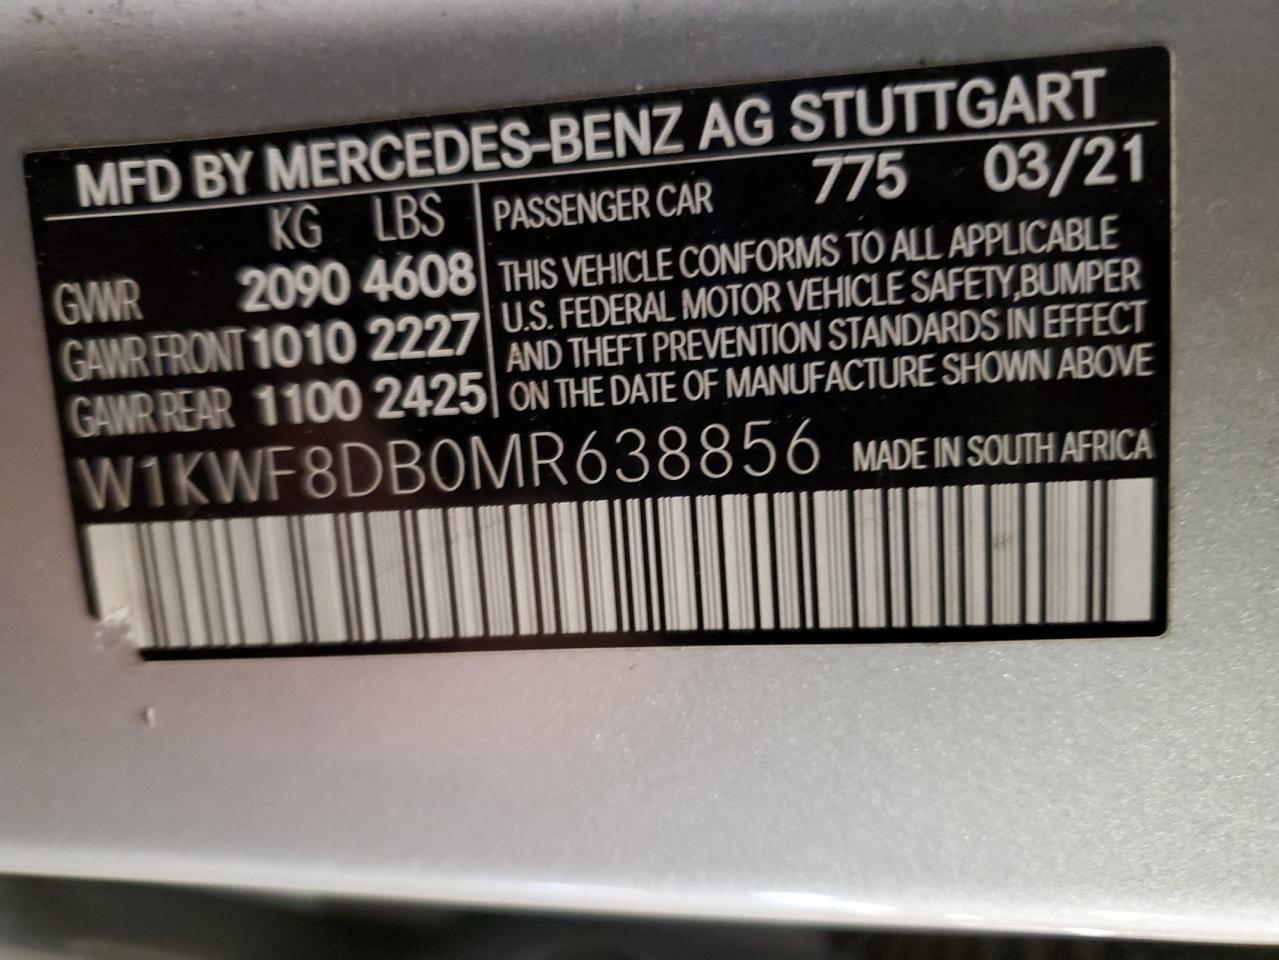 MFD BY MERCEDES-BENZ AG STUTTGART
KG LBS
GVWR 2090 4608
GAWR FRONT 1010 2227
GAWR REAR 1100 2425
PASSENGER CAR 775 03/21
THIS VEHICLE CONFORMS TO ALL APPLICABLE
U.S. FEDERAL MOTOR VEHICLE SAFETY,BUMPER
AND THEFT PREVENTION STANDARDS IN EFFECT
ON THE DATE OF MANUFACTURE SHOWN ABOVE
W1KWF8DB0MR638856 MADE IN SOUTH AFRICA